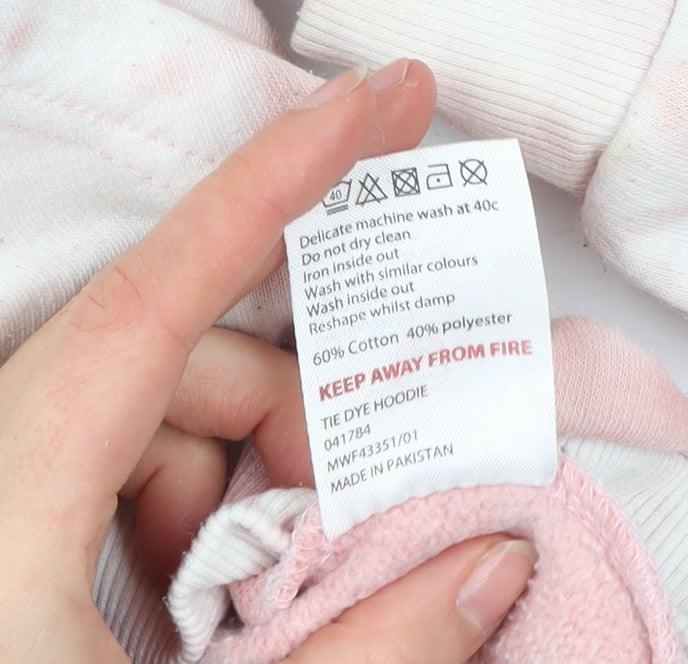 40
Delicate machine wash at 40c
Do not dry clean
Iron inside out
Wash with similar colours
Wash inside out
Reshape whilst damp
60% Cotton 40% polyester
KEEP AWAY FROM FIRE
TIE DYE HOODIE
041784
MWF43351/01
MADE IN PAKISTAN